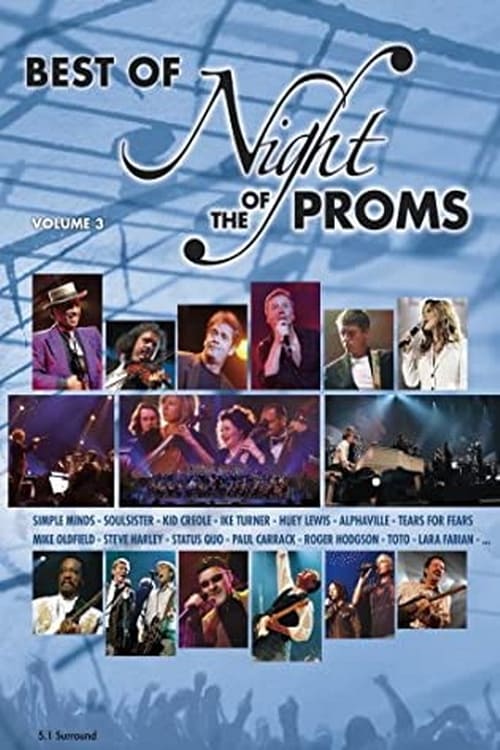 BEST OF
Night
OF
THE PROMS
VOLUME 3
SIMPLE MINDS - SOULSISTER - KID CREOLE - IKE TURNER - HUEY LEWIS - ALPHAVILLE - TEARS FOR FEARS
MIKE OLDFIELD - STEVE HARLEY - STATUS QUO - PAUL CARRACK - ROGER HODGSON - TOTO - LARA FABIAN - ...
5.1 Surround